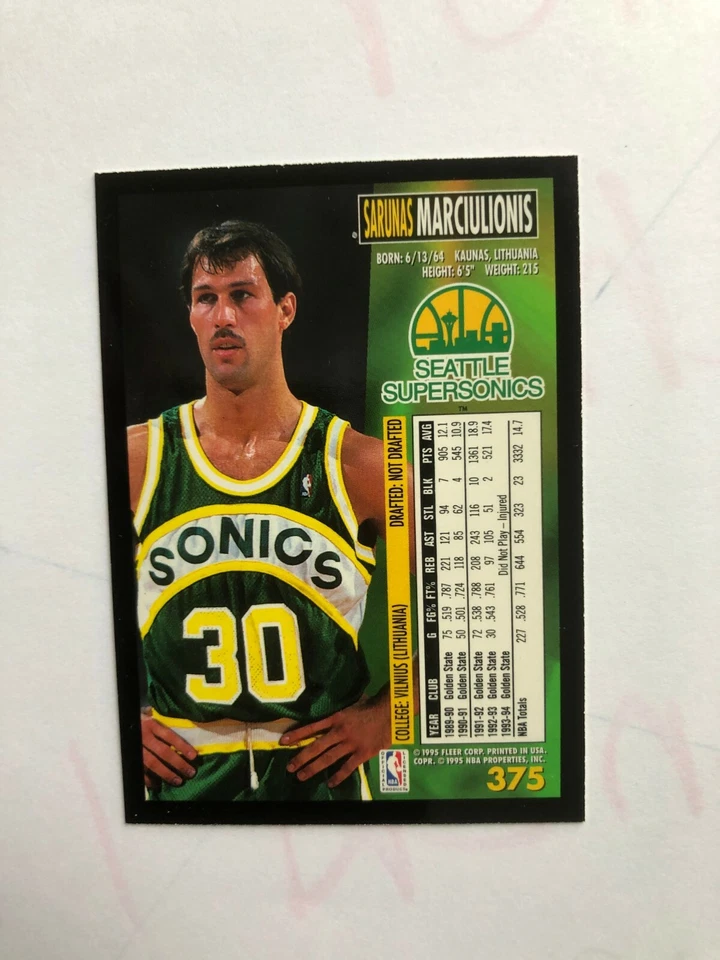 SARUNAS MARCIULIONIS
BORN: 6/13/64 KAUNAS, LITHUANIA
HEIGHT: 6'5" WEIGHT: 215
SEATTLE
SUPERSONICS
TM
SONICS
30
COLLEGE: VILNIUS (LITHUANIA) DRAFTED: NOT DRAFTED
YEAR CLUB G FG% FT% REB AST STL BLK PTS AVG
1989-90 Golden State 75 .519 .787 221 121 94 7 905 12.1
1990-91 Golden State 50 .501 .724 118 85 62 4 545 10.9
1991-92 Golden State 72 .538 .788 208 243 116 10 1361 18.9
1992-93 Golden State 30 .543 .761 97 105 51 2 521 17.4
1993-94 Golden State Did Not Play – Injured
NBA Totals 227 .528 .771 644 554 323 23 3332 14.7
© 1995 FLEER CORP. PRINTED IN USA.
COPR. © 1995 NBA PROPERTIES, INC.
NBA
375